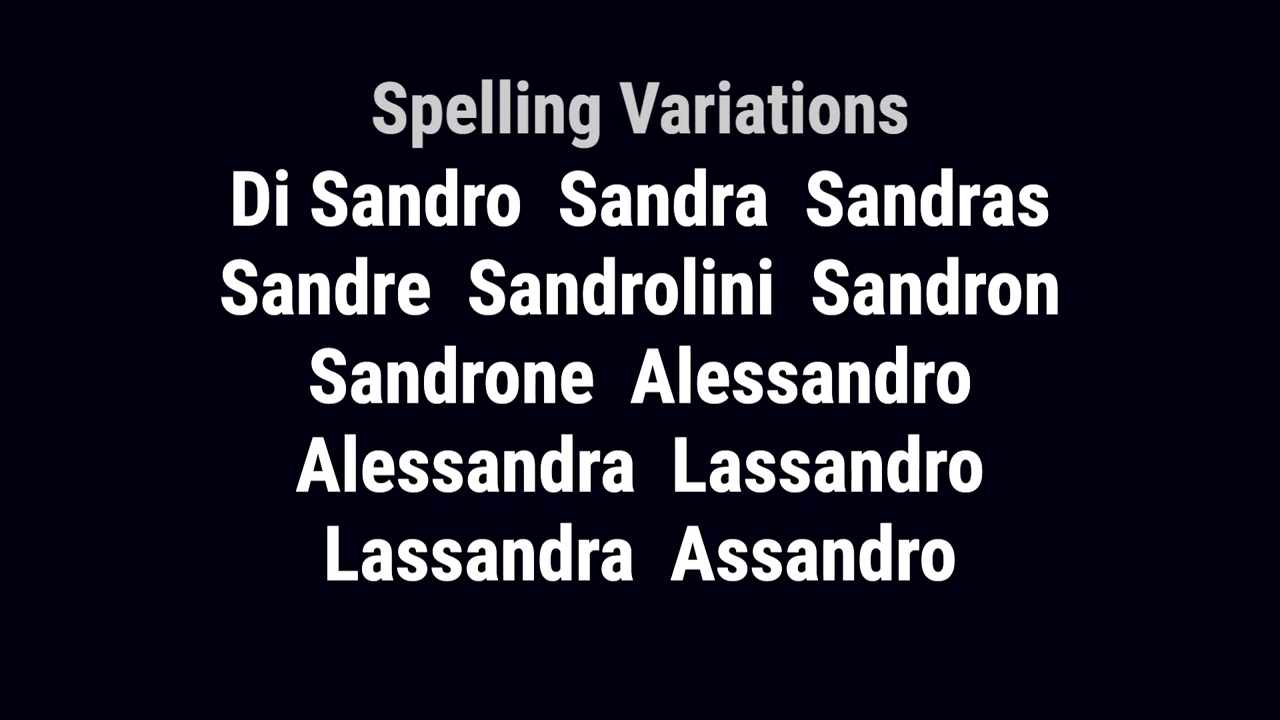 Spelling Variations
Di Sandro Sandra Sandras
Sandre Sandrolini Sandron
Sandrone Alessandro
Alessandra Lassandro
Lassandra Assandro